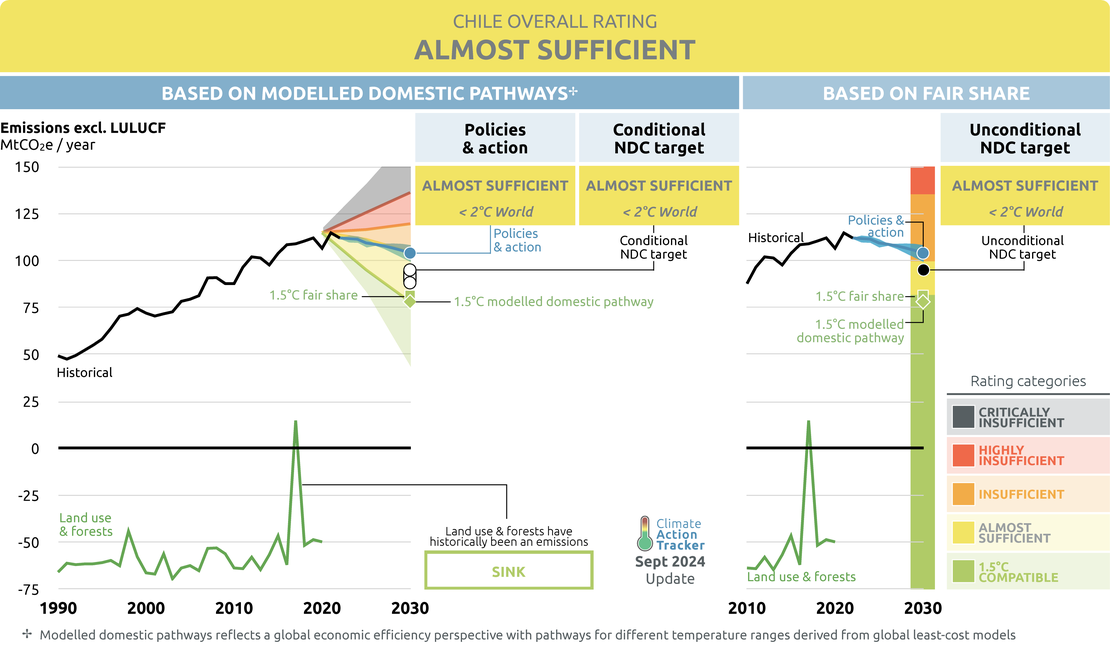 CHILE OVERALL RATING
ALMOST SUFFICIENT
BASED ON MODELLED DOMESTIC PATHWAYS✢
BASED ON FAIR SHARE
Emissions excl. LULUCF
MtCO₂e / year
Policies
& action
Conditional
NDC target
Unconditional
NDC target
ALMOST SUFFICIENT
< 2°C World
ALMOST SUFFICIENT
< 2°C World
ALMOST SUFFICIENT
< 2°C World
150
125
100
75
50
25
0
-25
-50
-75
Policies
& action
Conditional
NDC target
1.5°C fair share
1.5°C modelled domestic pathway
Historical
Land use
& forests
Land use & forests have
historically been an emissions
SINK
Climate
Action
Tracker
Sept 2024
Update
1990
2000
2010
2020
2030
Historical
Policies &
action
Unconditional
NDC target
1.5°C fair share
1.5°C modelled
domestic pathway
Land use & forests
2010
2020
2030
Rating categories
CRITICALLY
INSUFFICIENT
HIGHLY
INSUFFICIENT
INSUFFICIENT
ALMOST
SUFFICIENT
1.5°C
COMPATIBLE
✢ Modelled domestic pathways reflects a global economic efficiency perspective with pathways for different temperature ranges derived from global least-cost models